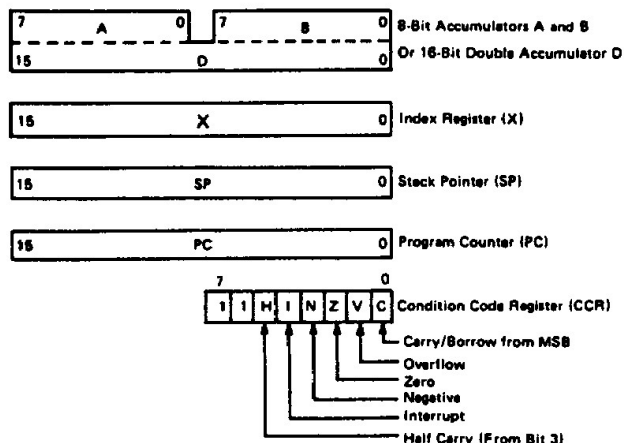 7 A 0 7 B 0 8-Bit Accumulators A and B
15 D 0 Or 16-Bit Double Accumulator D
15 X 0 Index Register (X)
15 SP 0 Stack Pointer (SP)
15 PC 0 Program Counter (PC)
7 0
1 1 H I N Z V C Condition Code Register (CCR)
Carry/Borrow from MSB
Overflow
Zero
Negative
Interrupt
Half Carry (From Bit 3)